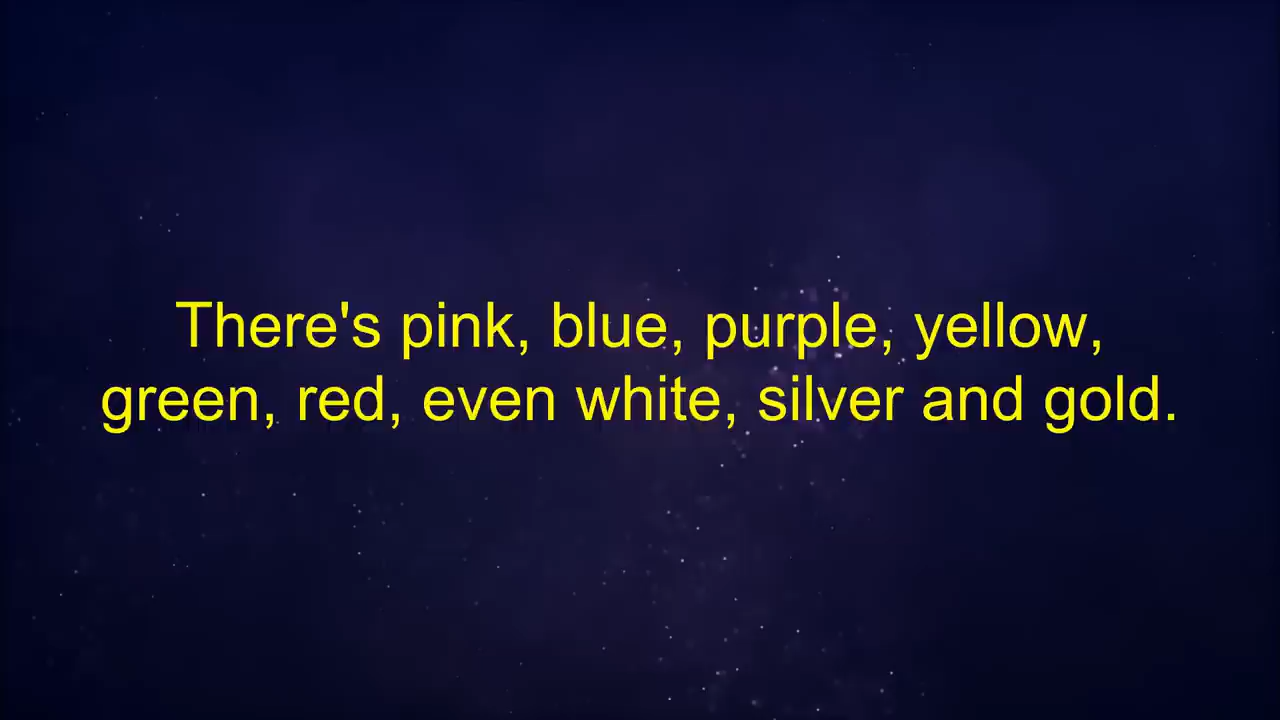 There's pink, blue, purple, yellow,
green, red, even white, silver and gold.